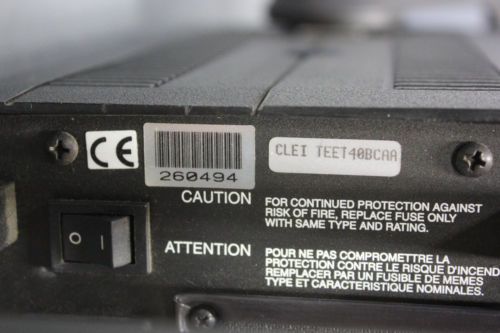 CE
260494
CLEI TEET40BCAA
CAUTION
FOR CONTINUED PROTECTION AGAINST
RISK OF FIRE, REPLACE FUSE ONLY
WITH SAME TYPE AND RATING.
O I
ATTENTION
POUR NE PAS COMPROMETTRE LA
PROTECTION CONTRE LE RISQUE D'INCEND
REMPLACER PAR UN FUSIBLE DE MEMES
TYPE ET CARACTERISTIQUE NOMINALES.